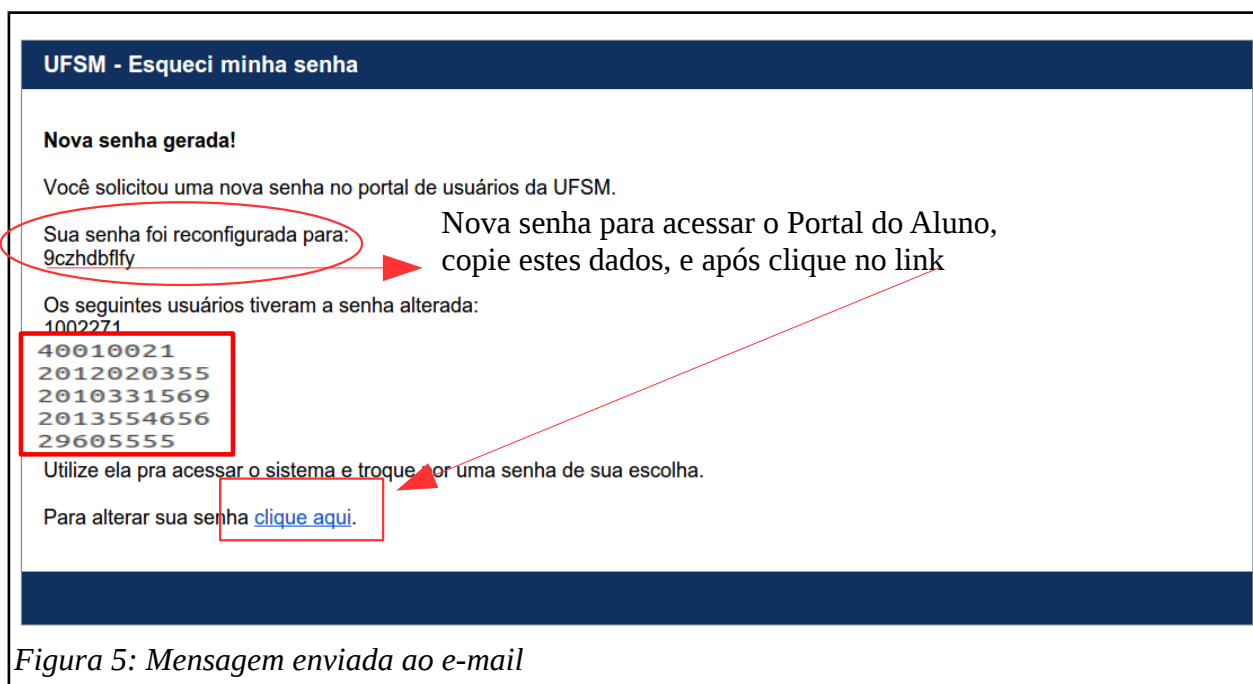 UFSM - Esqueci minha senha
Nova senha gerada!
Você solicitou uma nova senha no portal de usuários da UFSM.
Nova senha para acessar o Portal do Aluno,
copie estes dados, e após clique no link
Sua senha foi reconfigurada para:
9czhdbflfy
Os seguintes usuários tiveram a senha alterada:
1002271
40010021
2012020355
2010331569
2013554656
29605555
Utilize ela pra acessar o sistema e troque por uma senha de sua escolha.
Para alterar sua senha clique aqui.
Figura 5: Mensagem enviada ao e-mail